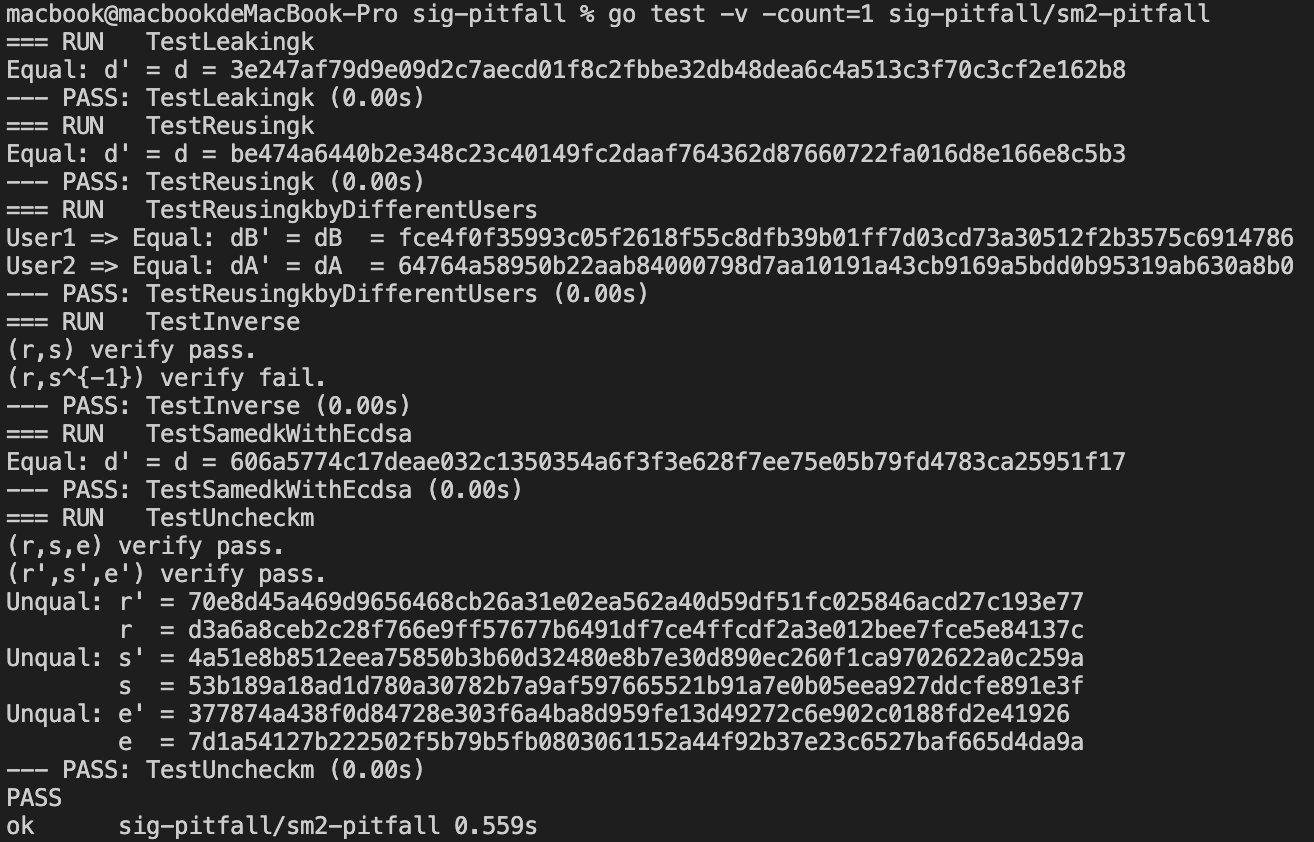 macbook@macbookdeMacBook-Pro sig-pitfall % go test -v -count=1 sig-pitfall/sm2-pitfall
=== RUN   TestLeakingk
Equal: d' = d = 3e247af79d9e09d2c7aecd01f8c2fbbe32db48dea6c4a513c3f70c3cf2e162b8
--- PASS: TestLeakingk (0.00s)
=== RUN   TestReusingk
Equal: d' = d = be474a6440b2e348c23c40149fc2daaf764362d87660722fa016d8e166e8c5b3
--- PASS: TestReusingk (0.00s)
=== RUN   TestReusingkbyDifferentUsers
User1 => Equal: dB' = dB  = fce4f0f35993c05f2618f55c8dfb39b01ff7d03cd73a30512f2b3575c6914786
User2 => Equal: dA' = dA  = 64764a58950b22aab84000798d7aa10191a43cb9169a5bdd0b95319ab630a8b0
--- PASS: TestReusingkbyDifferentUsers (0.00s)
=== RUN   TestInverse
(r,s) verify pass.
(r,s^{-1}) verify fail.
--- PASS: TestInverse (0.00s)
=== RUN   TestSamedkWithEcdsa
Equal: d' = d = 606a5774c17deae032c1350354a6f3f3e628f7ee75e05b79fd4783ca25951f17
--- PASS: TestSamedkWithEcdsa (0.00s)
=== RUN   TestUncheckm
(r,s,e) verify pass.
(r',s',e') verify pass.
Unqual: r' = 70e8d45a469d9656468cb26a31e02ea562a40d59df51fc025846acd27c193e77
        r  = d3a6a8ceb2c28f766e9ff57677b6491df7ce4ffcdf2a3e012bee7fce5e84137c
Unqual: s' = 4a51e8b8512eea75850b3b60d32480e8b7e30d890ec260f1ca9702622a0c259a
        s  = 53b189a18ad1d780a30782b7a9af597665521b91a7e0b05eea927ddcfe891e3f
Unqual: e' = 377874a438f0d84728e303f6a4ba8d959fe13d49272c6e902c0188fd2e41926
        e  = 7d1a54127b222502f5b79b5fb0803061152a44f92b37e23c6527baf665d4da9a
--- PASS: TestUncheckm (0.00s)
PASS
ok      sig-pitfall/sm2-pitfall 0.559s